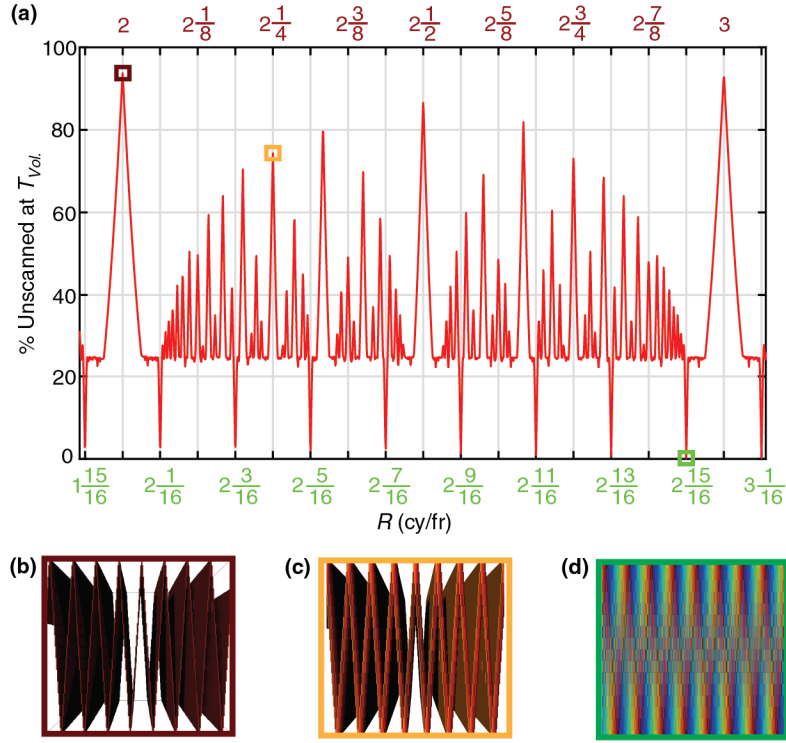 (a)
2 2 1/8 2 1/4 2 3/8 2 1/2 2 5/8 2 3/4 2 7/8 3
100
80
60
40
20
0
% Unscanned at T_Vol.
1 15/16 2 1/16 2 3/16 2 5/16 2 7/16 2 9/16 2 11/16 2 13/16 2 15/16 3 1/16
R (cy/fr)
(b) (c) (d)